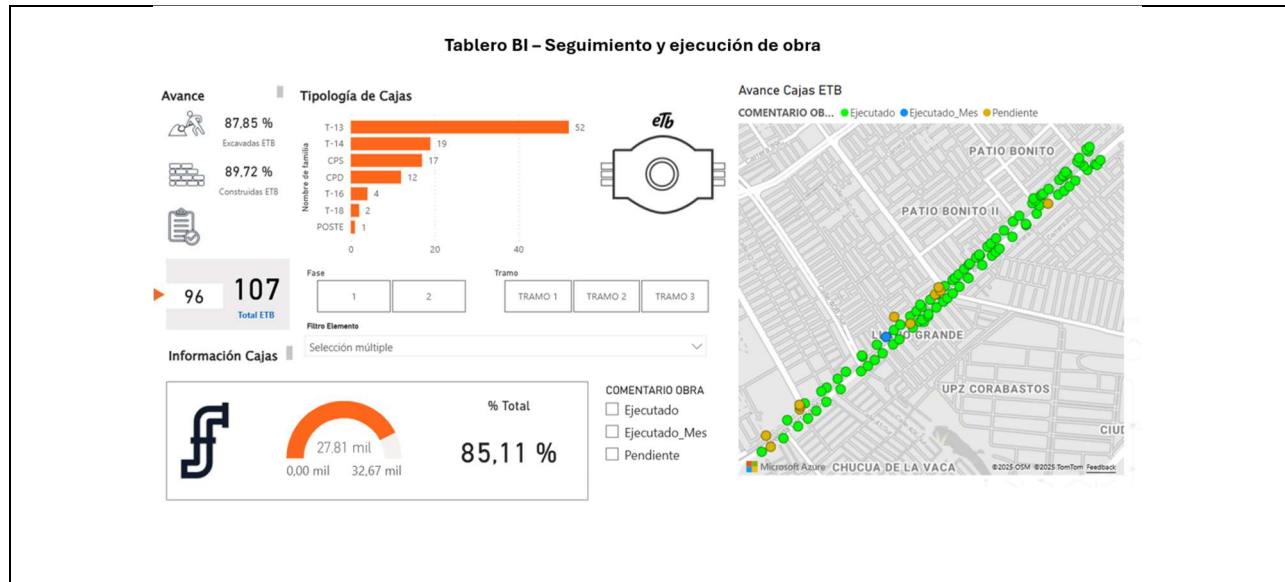 Tablero BI – Seguimiento y ejecución de obra
Avance
87,85 %
Excavadas ETB
89,72 %
Construidas ETB
96
107
Total ETB
Tipología de Cajas
Nombre de familia
T-13
52
T-14
19
CPS
17
CPD
12
T-16
4
T-18
2
POSTE
1
0
20
40
eTb
Fase
1
2
Tramo
TRAMO 1
TRAMO 2
TRAMO 3
Filtro Elemento
Selección múltiple
Información Cajas
27.81 mil
0,00 mil
32,67 mil
% Total
85,11 %
COMENTARIO OBRA
Ejecutado
Ejecutado_Mes
Pendiente
Avance Cajas ETB
COMENTARIO OB... Ejecutado Ejecutado_Mes Pendiente
PATIO BONITO
PATIO BONITO II
GRANDE
UPZ CORABASTOS
CIUD
CHUCUA DE LA VACA
Microsoft Azure
©2025 OSM ©2025 TomTom Feedback